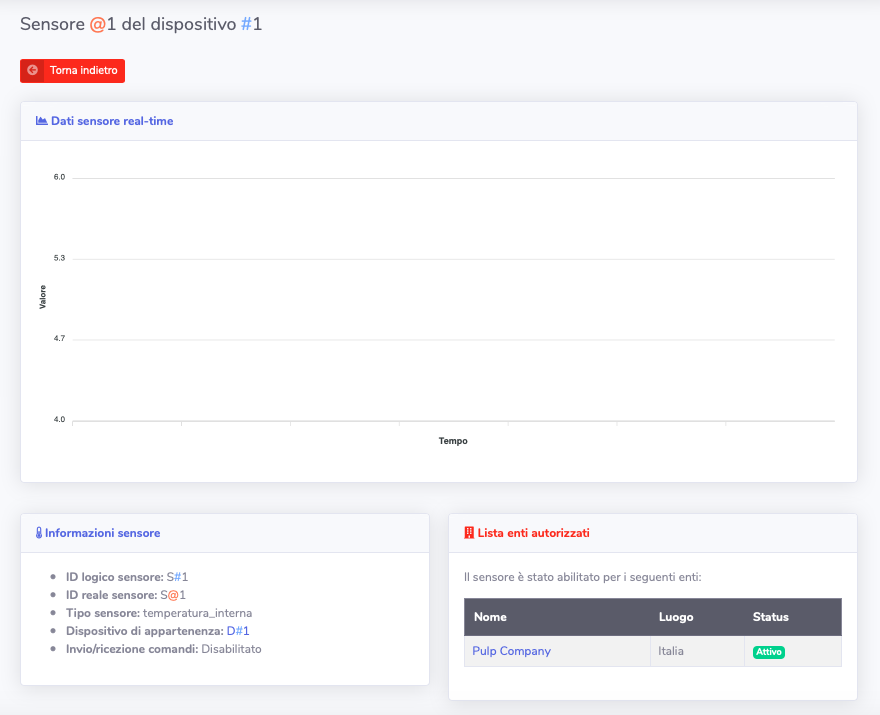 Sensore @1 del dispositivo #1
Torna indietro
Dati sensore real-time
6.0
5.3
4.7
4.0
Valore
Tempo
Informazioni sensore
ID logico sensore: S#1
ID reale sensore: S@1
Tipo sensore: temperatura_interna
Dispositivo di appartenenza: D#1
Invio/ricezione comandi: Disabilitato
Lista enti autorizzati
Il sensore è stato abilitato per i seguenti enti:
Nome Luogo Status
Pulp Company Italia Attivo